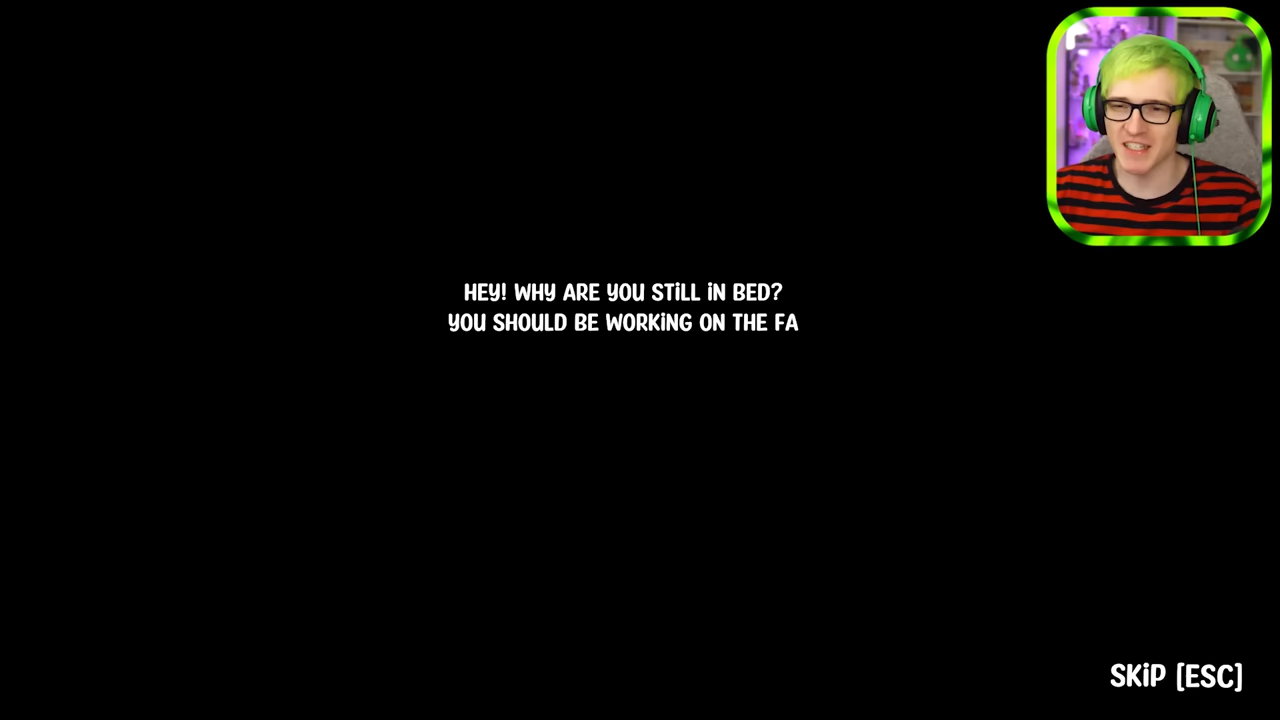 HEY! WHY ARE YOU STILL IN BED?
YOU SHOULD BE WORKING ON THE FA
SKIP [ESC]